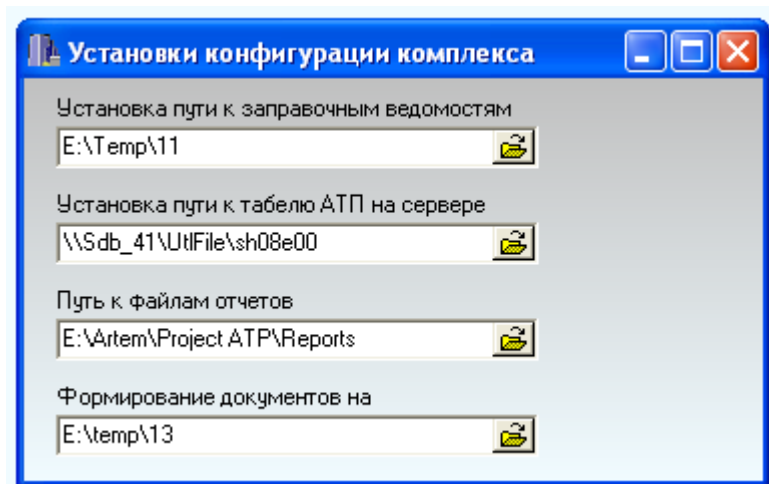 Установки конфигурации комплекса
Установка пути к заправочным ведомостям
E:\Temp\11
Установка пути к табелю АТП на сервере
\\Sdb_41\UtlFile\sh08e00
Путь к файлам отчетов
E:\Artem\Project ATP\Reports
Формирование документов на
E:\temp\13